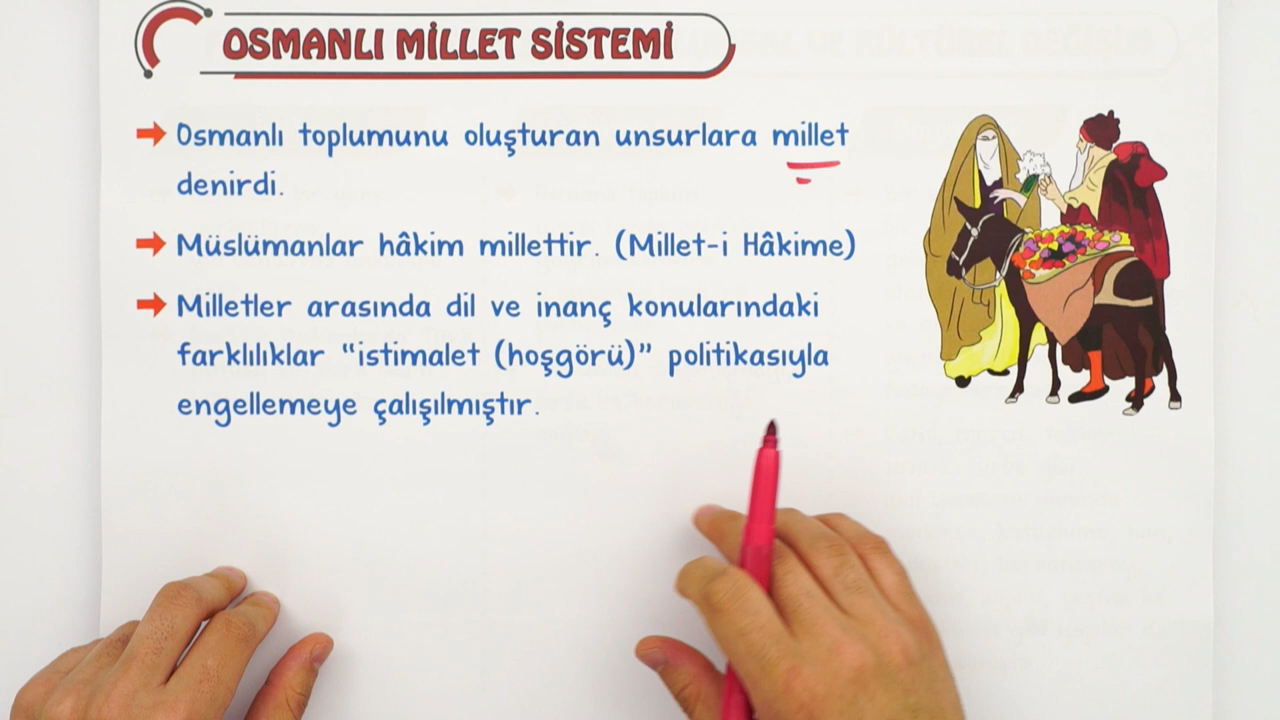 OSMANLI MİLLET SİSTEMİ
Osmanlı toplumunu oluşturan unsurlara millet
denirdi.
Müslümanlar hâkim millettir. (Millet-i Hâkime)
Milletler arasında dil ve inanç konularındaki
farklılıklar “istimalet (hoşgörü)” politikasıyla
engellemeye çalışılmıştır.